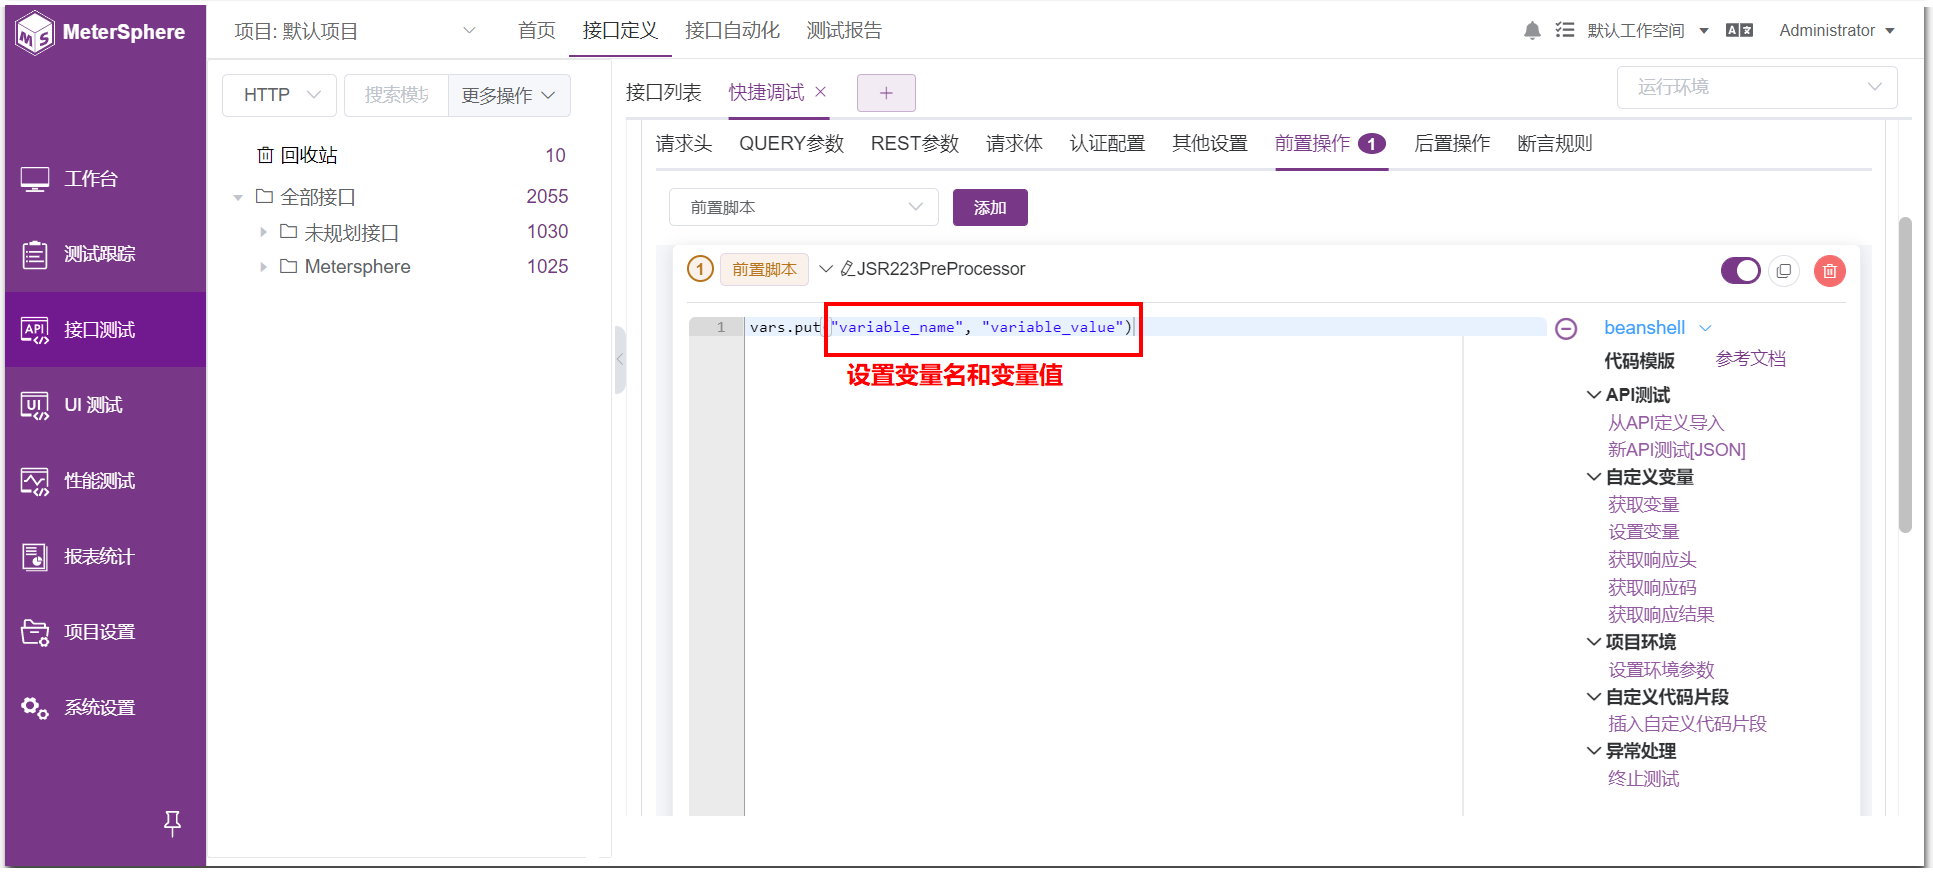 MeterSphere
项目: 默认项目
首页
接口定义
接口自动化
测试报告
默认工作空间
Administrator
工作台
测试跟踪
接口测试
UI 测试
性能测试
报表统计
项目设置
系统设置
HTTP
搜索模块
更多操作
回收站 10
全部接口 2055
未规划接口 1030
Metersphere 1025
接口列表
快捷调试
运行环境
请求头
QUERY参数
REST参数
请求体
认证配置
其他设置
前置操作 1
后置操作
断言规则
前置脚本
添加
1 前置脚本 JSR223PreProcessor
1 vars.put("variable_name", "variable_value")
设置变量名和变量值
beanshell
代码模版 参考文档
API测试
从API定义导入
新API测试[JSON]
自定义变量
获取变量
设置变量
获取响应头
获取响应码
获取响应结果
项目环境
设置环境参数
自定义代码片段
插入自定义代码片段
异常处理
终止测试